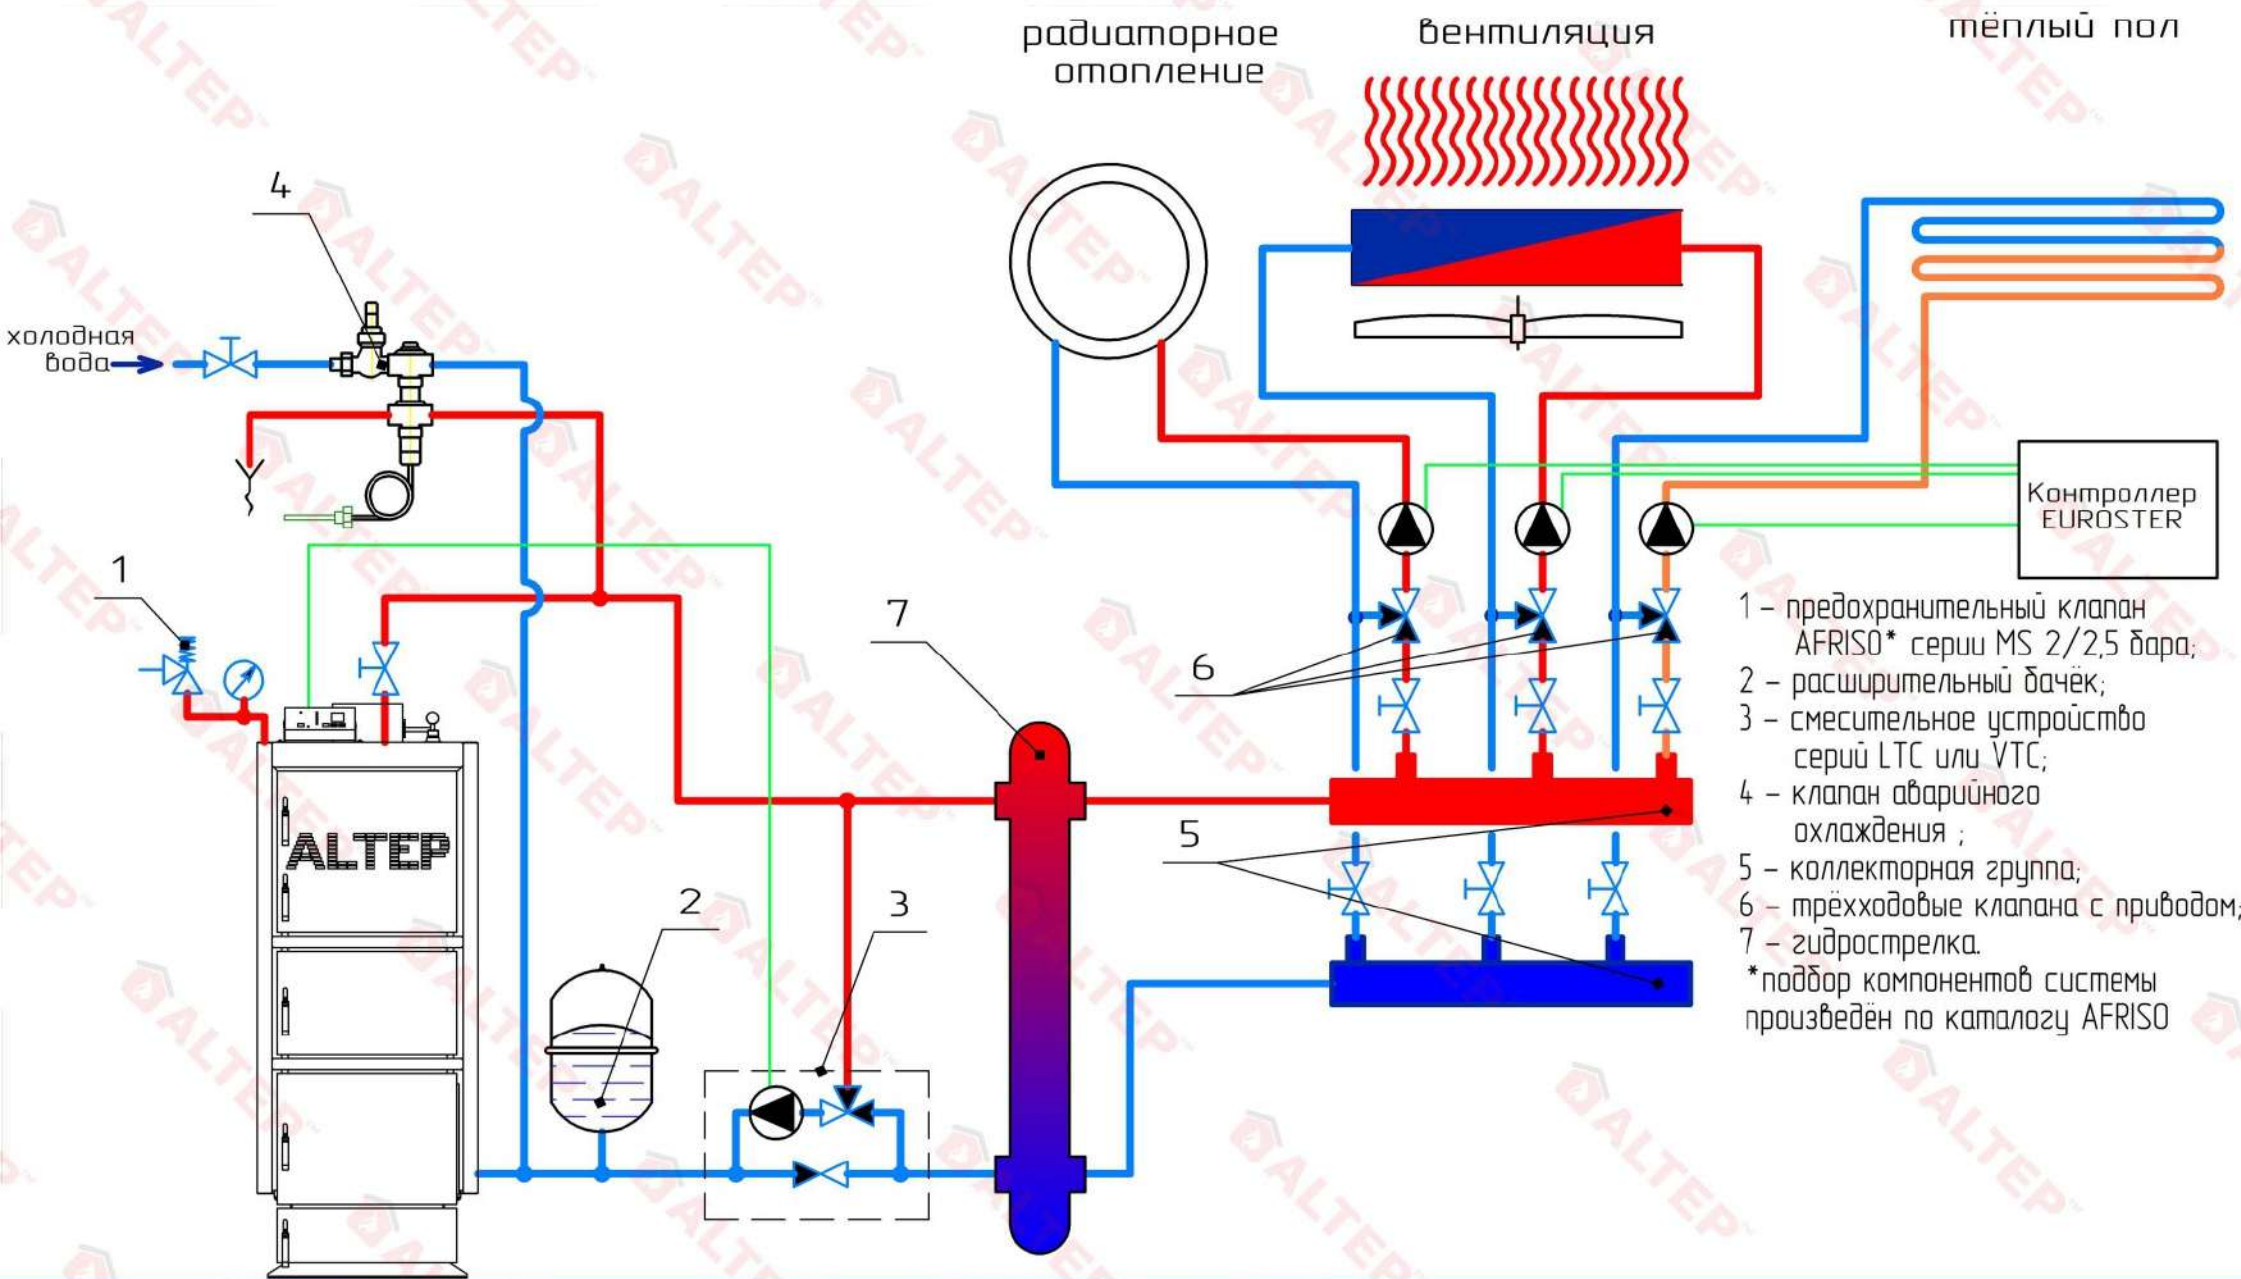 радиаторное
отопление
вентиляция
тёплый пол
4
холодная
вода
1
7
6
5
2
3
ALTEP
Контроллер
EUROSTER
1 – предохранительный клапан
AFRISO* серии MS 2/2,5 бара;
2 – расширительный бачёк;
3 – смесительное устройство
серий LTC или VTC;
4 – клапан аварийного
охлаждения ;
5 – коллекторная группа;
6 – трёхходовые клапана с приводом;
7 – гидрострелка.
*подбор компонентов системы
произведён по каталогу AFRISO